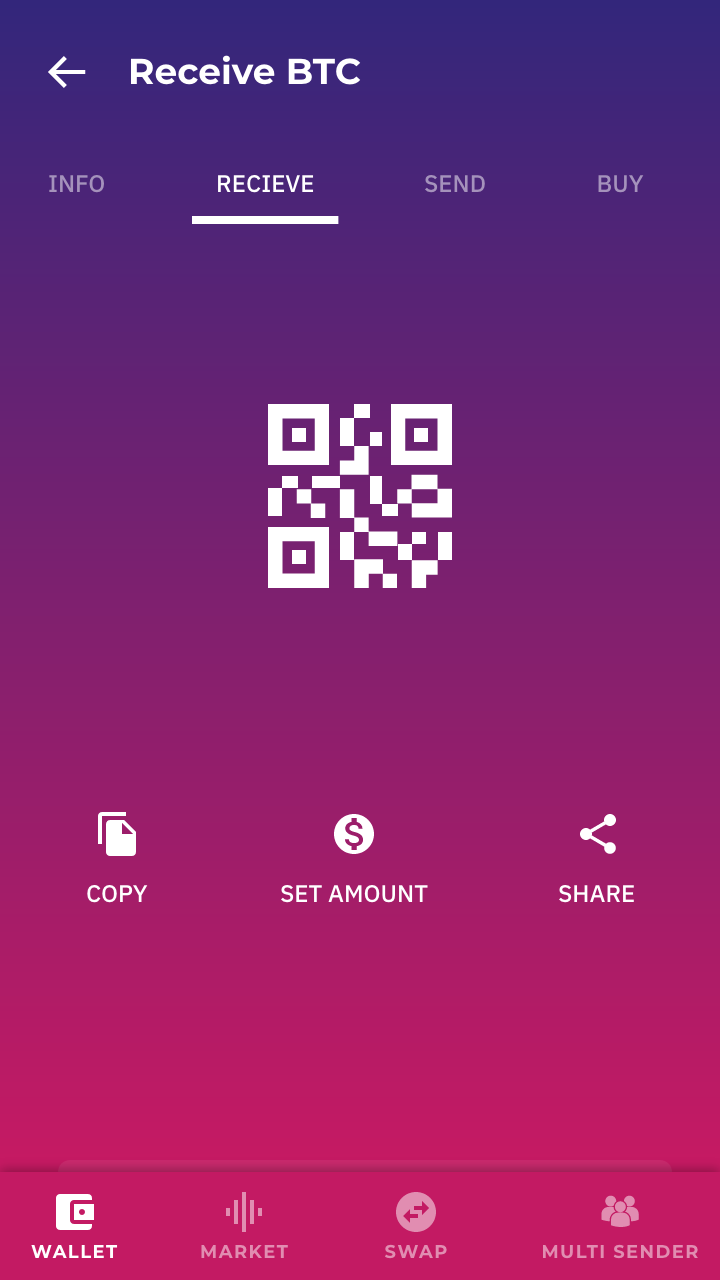 Receive BTC
INFO RECIEVE SEND BUY
COPY SET AMOUNT SHARE
WALLET MARKET SWAP MULTI SENDER